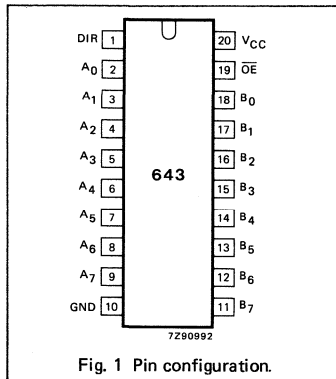 DIR 1 20 VCC
A0 2 19 OE
A1 3 18 B0
A2 4 17 B1
A3 5 16 B2
A4 6 643 15 B3
A5 7 14 B4
A6 8 13 B5
A7 9 12 B6
GND 10 11 B7
7Z90992
Fig. 1 Pin configuration.